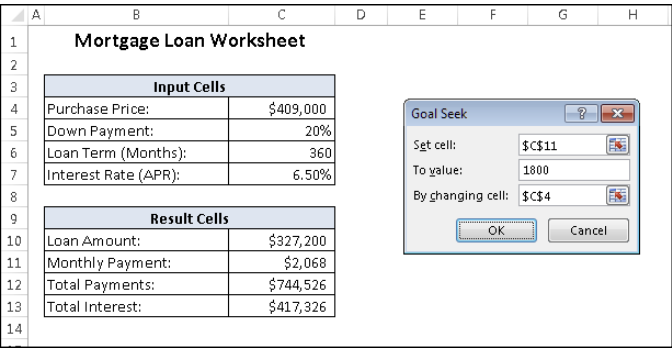 A B C D E F G H
1 Mortgage Loan Worksheet
2
3 Input Cells
4 Purchase Price: $409,000
5 Down Payment: 20%
6 Loan Term (Months): 360
7 Interest Rate (APR): 6.50%
8
9 Result Cells
10 Loan Amount: $327,200
11 Monthly Payment: $2,068
12 Total Payments: $744,526
13 Total Interest: $417,326
14
Goal Seek ?
Set cell: $C$11
To value: 1800
By changing cell: $C$4
OK Cancel